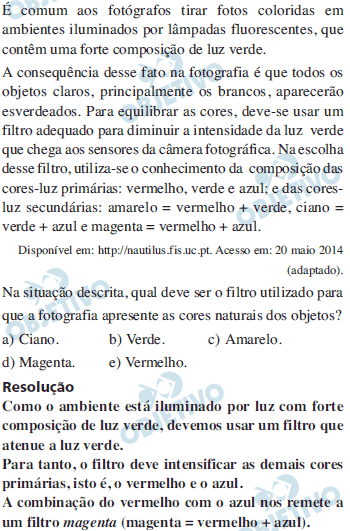 É comum aos fotógrafos tirar fotos coloridas em
ambientes iluminados por lâmpadas fluorescentes, que
contêm uma forte composição de luz verde.
A consequência desse fato na fotografia é que todos os
objetos claros, principalmente os brancos, aparecerão
esverdeados. Para equilibrar as cores, deve-se usar um
filtro adequado para diminuir a intensidade da luz verde
que chega aos sensores da câmera fotográfica. Na escolha
desse filtro, utiliza-se o conhecimento da composição das
cores-luz primárias: vermelho, verde e azul; e das cores-
luz secundárias: amarelo = vermelho + verde, ciano =
verde + azul e magenta = vermelho + azul.
Disponível em: http://nautilus.fis.uc.pt. Acesso em: 20 maio 2014
(adaptado).
Na situação descrita, qual deve ser o filtro utilizado para
que a fotografia apresente as cores naturais dos objetos?
a) Ciano. b) Verde. c) Amarelo.
d) Magenta. e) Vermelho.
Resolução
Como o ambiente está iluminado por luz com forte
composição de luz verde, devemos usar um filtro que
atenue a luz verde.
Para tanto, o filtro deve intensificar as demais cores
primárias, isto é, o vermelho e o azul.
A combinação do vermelho com o azul nos remete a
um filtro magenta (magenta = vermelho + azul).
OBJETIVO
OBJETIVO
OBJETIVO
OBJETIVO
OBJETIVO
OBJETIVO